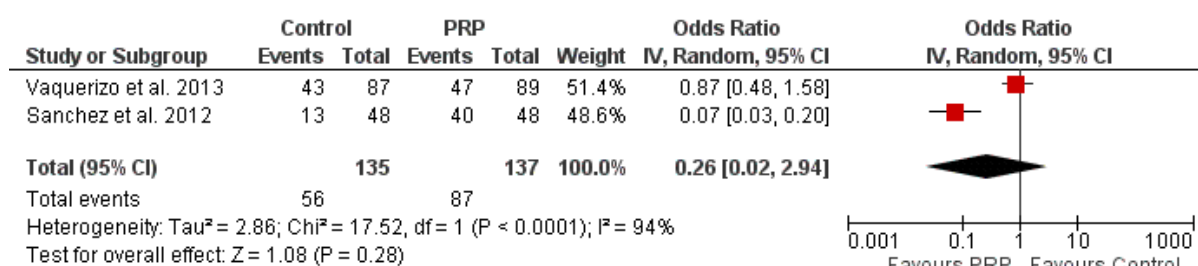 Control PRP Odds Ratio Odds Ratio
Study or Subgroup Events Total Events Total Weight IV, Random, 95% CI IV, Random, 95% CI
Vaquerizo et al. 2013 43 87 47 89 51.4% 0.87 [0.48, 1.58]
Sanchez et al. 2012 13 48 40 48 48.6% 0.07 [0.03, 0.20]
Total (95% CI) 135 137 100.0% 0.26 [0.02, 2.94]
Total events 56 87
Heterogeneity: Tau² = 2.86; Chi² = 17.52, df = 1 (P < 0.0001); I² = 94%
Test for overall effect: Z = 1.08 (P = 0.28)
0.001 0.1 1 10 1000
Favours PRP Favours Control